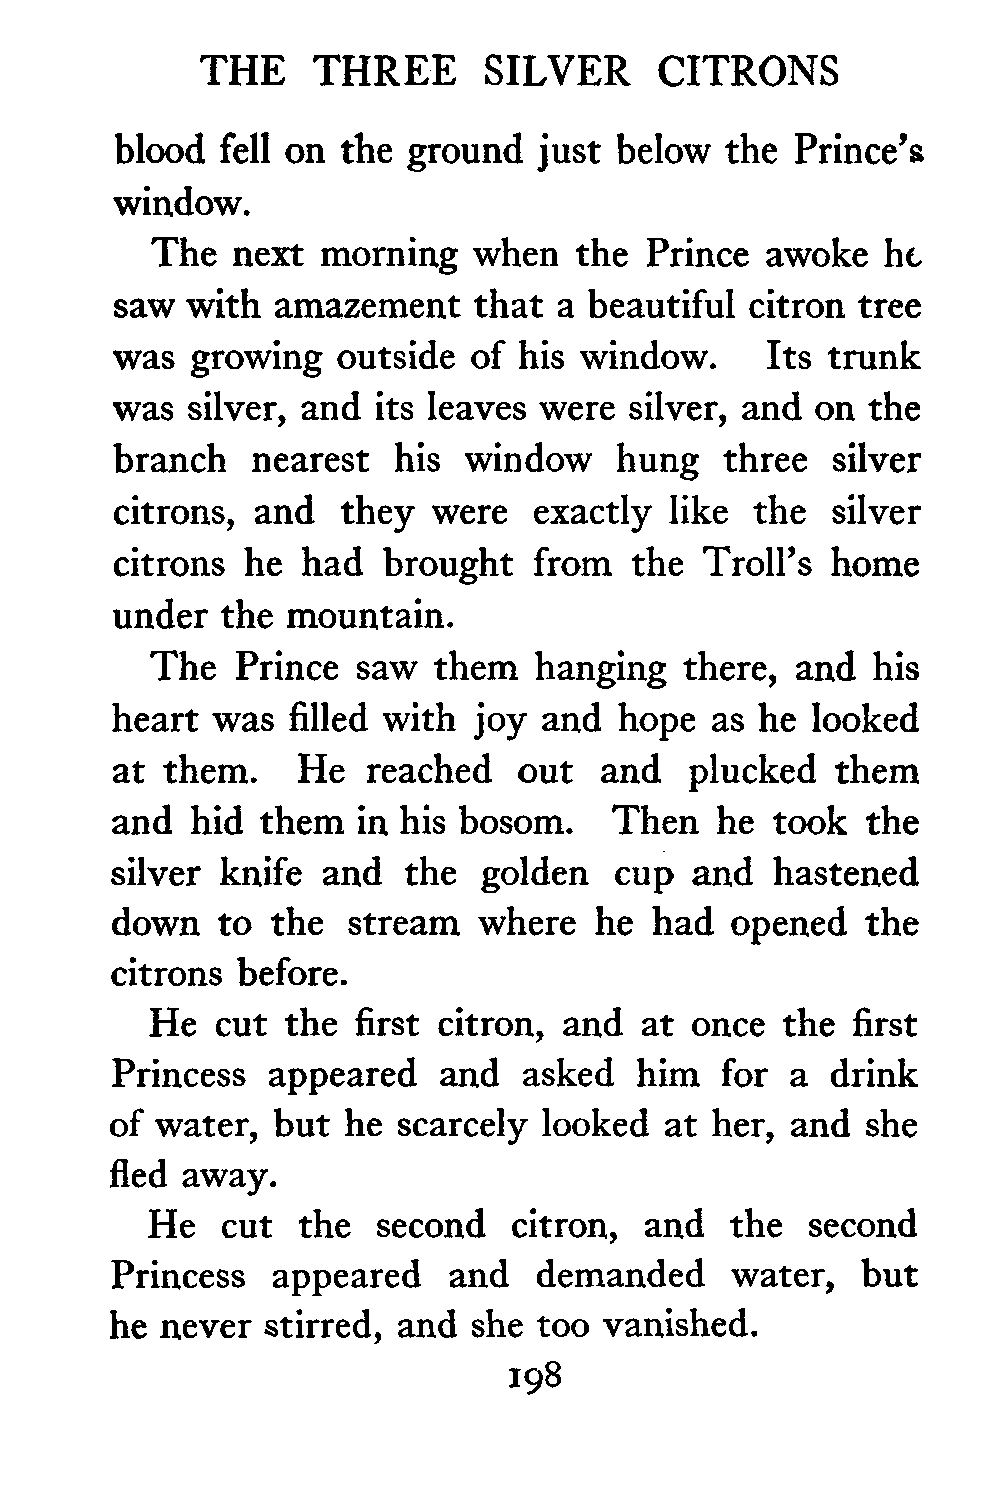 THE THREE SILVER CITRONS
blood fell on the ground just below the Prince's
window.
The next morning when the Prince awoke he
saw with amazement that a beautiful citron tree
was growing outside of his window. Its trunk
was silver, and its leaves were silver, and on the
branch nearest his window hung three silver
citrons, and they were exactly like the silver
citrons he had brought from the Troll's home
under the mountain.
The Prince saw them hanging there, and his
heart was filled with joy and hope as he looked
at them. He reached out and plucked them
and hid them in his bosom. Then he took the
silver knife and the golden cup and hastened
down to the stream where he had opened the
citrons before.
He cut the first citron, and at once the first
Princess appeared and asked him for a drink
of water, but he scarcely looked at her, and she
fled away.
He cut the second citron, and the second
Princess appeared and demanded water, but
he never stirred, and she too vanished.
198